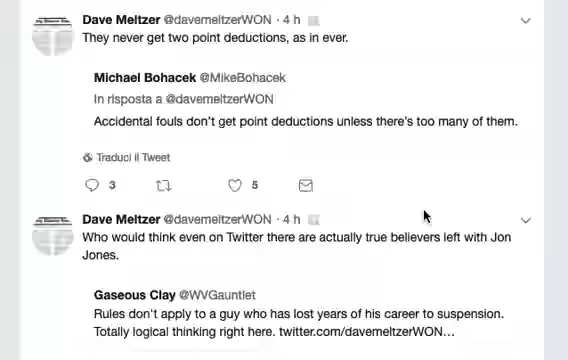 Dave Meltzer @davemeltzerWON · 4 h
They never get two point deductions, as in ever.
Michael Bohacek @MikeBohacek
In risposta a @davemeltzerWON
Accidental fouls don't get point deductions unless there's too many of them.
Traduci il Tweet
3 5
Dave Meltzer @davemeltzerWON · 4 h
Who would think even on Twitter there are actually true believers left with Jon
Jones.
Gaseous Clay @WVGauntlet
Rules don't apply to a guy who has lost years of his career to suspension.
Totally logical thinking right here. twitter.com/davemeltzerWON…